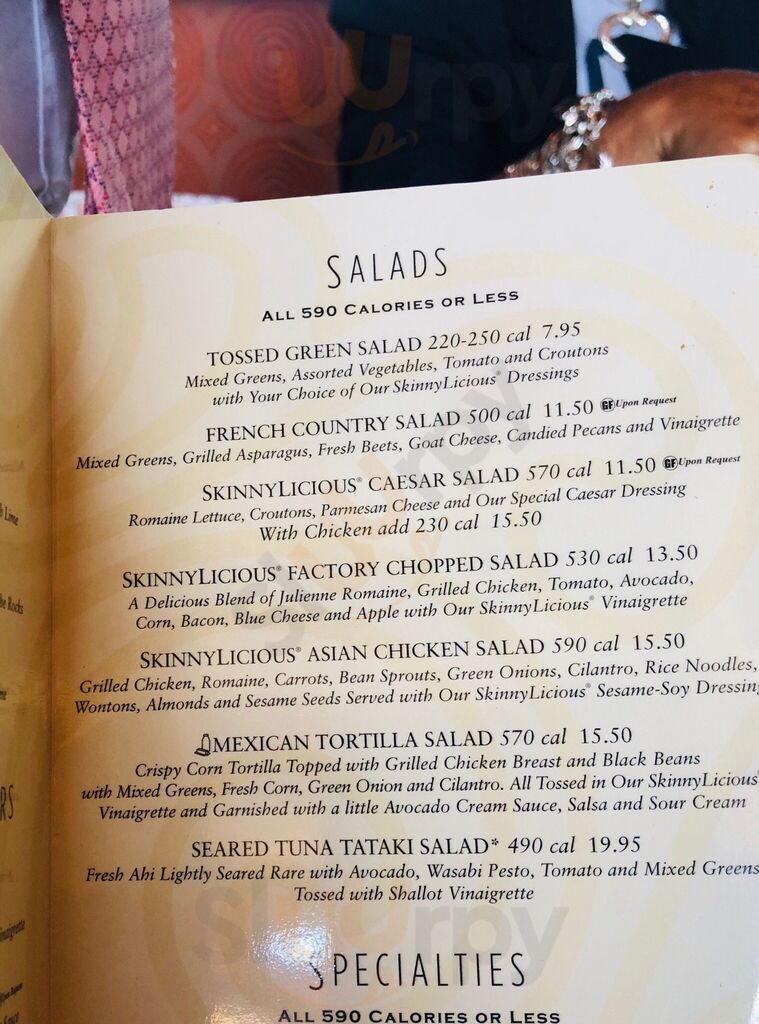 SALADS
ALL 590 CALORIES OR LESS
TOSSED GREEN SALAD 220-250 cal 7.95
Mixed Greens, Assorted Vegetables, Tomato and Croutons
with Your Choice of Our SkinnyLicious® Dressings
FRENCH COUNTRY SALAD 500 cal 11.50 GF Upon Request
Mixed Greens, Grilled Asparagus, Fresh Beets, Goat Cheese, Candied Pecans and Vinaigrette
SKINNYLICIOUS® CAESAR SALAD 570 cal 11.50 GF Upon Request
Romaine Lettuce, Croutons, Parmesan Cheese and Our Special Caesar Dressing
With Chicken add 230 cal 15.50
SKINNYLICIOUS® FACTORY CHOPPED SALAD 530 cal 13.50
A Delicious Blend of Julienne Romaine, Grilled Chicken, Tomato, Avocado,
Corn, Bacon, Blue Cheese and Apple with Our SkinnyLicious® Vinaigrette
SKINNYLICIOUS® ASIAN CHICKEN SALAD 590 cal 15.50
Grilled Chicken, Romaine, Carrots, Bean Sprouts, Green Onions, Cilantro, Rice Noodles,
Wontons, Almonds and Sesame Seeds Served with Our SkinnyLicious® Sesame-Soy Dressing
MEXICAN TORTILLA SALAD 570 cal 15.50
Crispy Corn Tortilla Topped with Grilled Chicken Breast and Black Beans
with Mixed Greens, Fresh Corn, Green Onion and Cilantro. All Tossed in Our SkinnyLicious®
Vinaigrette and Garnished with a little Avocado Cream Sauce, Salsa and Sour Cream
SEARED TUNA TATAKI SALAD* 490 cal 19.95
Fresh Ahi Lightly Seared Rare with Avocado, Wasabi Pesto, Tomato and Mixed Greens
Tossed with Shallot Vinaigrette
SPECIALTIES
ALL 590 CALORIES OR LESS